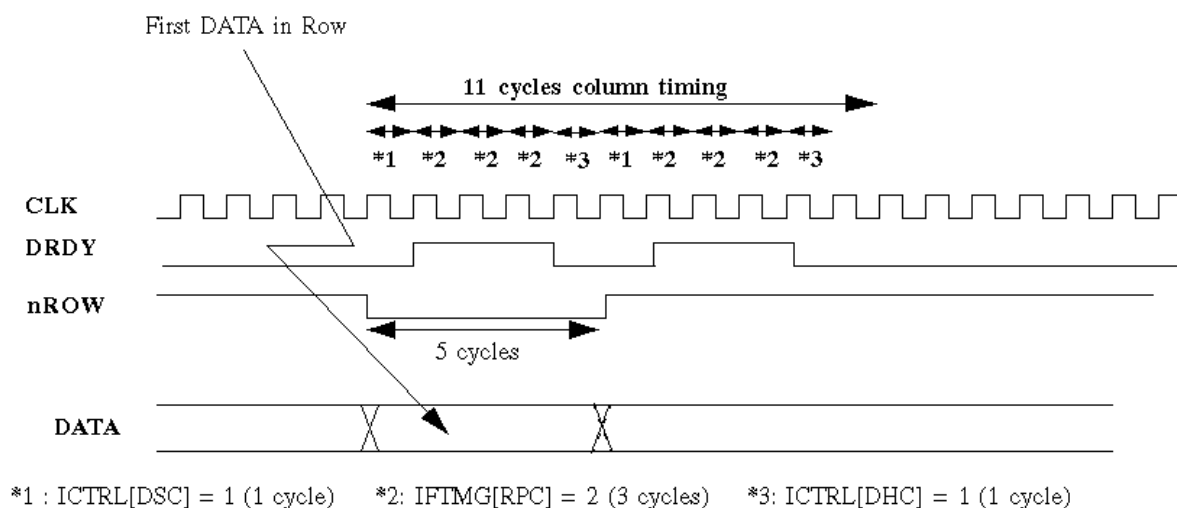 First DATA in Row
11 cycles column timing
*1 *2 *2 *2 *3 *1 *2 *2 *2 *3
CLK
DRDY
nROW
5 cycles
DATA
*1 : ICTRL[DSC] = 1 (1 cycle) *2: IFTMG[RPC] = 2 (3 cycles) *3: ICTRL[DHC] = 1 (1 cycle)